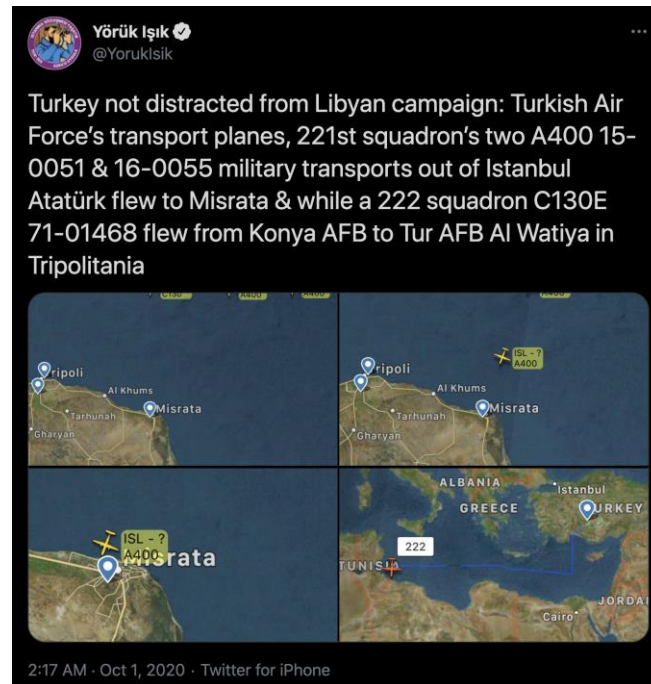 Yörük Işık
@YorukIsik
Turkey not distracted from Libyan campaign: Turkish Air
Force's transport planes, 221st squadron's two A400 15-
0051 & 16-0055 military transports out of Istanbul
Atatürk flew to Misrata & while a 222 squadron C130E
71-01468 flew from Konya AFB to Tur AFB Al Watiya in
Tripolitania
C130 A400 A400
ripoli
Al Khums
Misrata
Tarhunah
Gharyan
A400
ISL - ?
A400
ripoli
Al Khums
Misrata
Tarhunah
Gharyan
ISL - ?
A400
Misrata
ALBANIA
Istanbul
GREECE
URKEY
222
TUNISIA
JORDA
Cairo
2:17 AM · Oct 1, 2020 · Twitter for iPhone